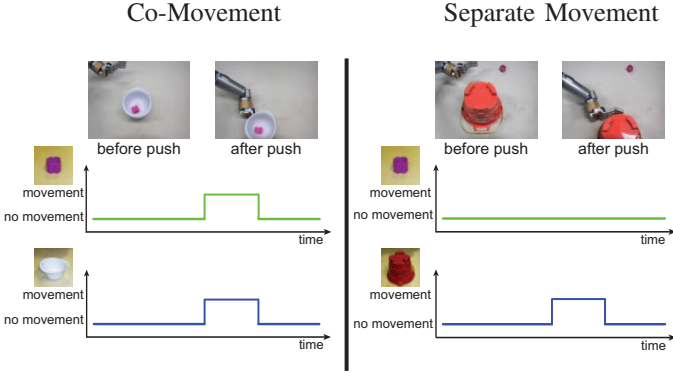 Co-Movement
Separate Movement
before push
after push
before push
after push
movement
no movement
time
movement
no movement
time
movement
no movement
time
movement
no movement
time